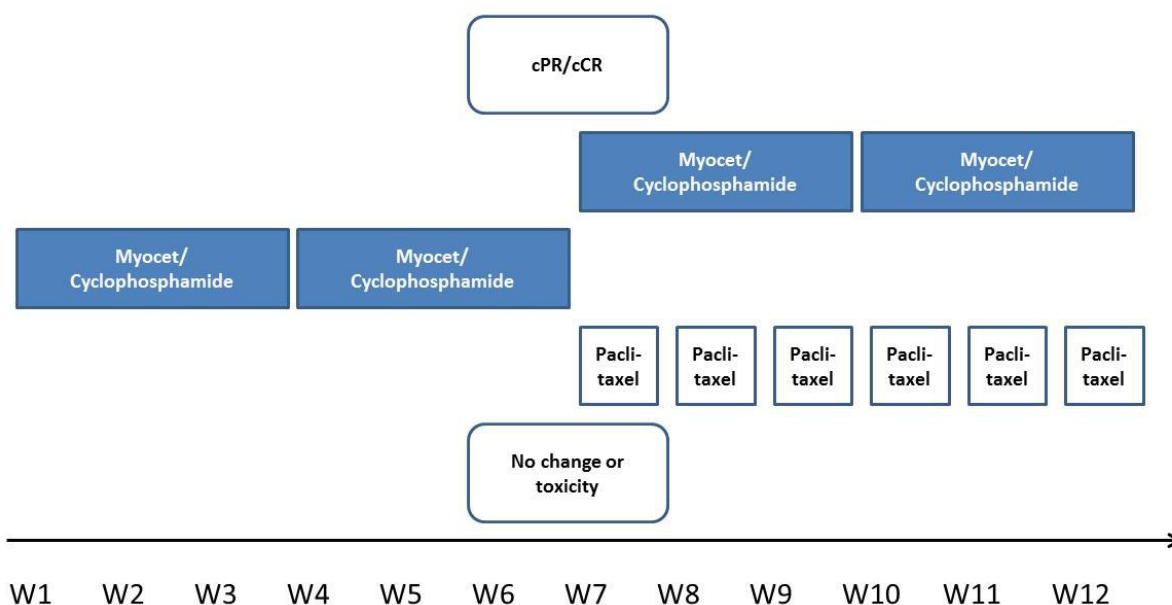 cPR/cCR
Myocet/
Cyclophosphamide
Myocet/
Cyclophosphamide
Myocet/
Cyclophosphamide
Myocet/
Cyclophosphamide
Pacli-
taxel
Pacli-
taxel
Pacli-
taxel
Pacli-
taxel
Pacli-
taxel
Pacli-
taxel
No change or
toxicity
W1 W2 W3 W4 W5 W6 W7 W8 W9 W10 W11 W12